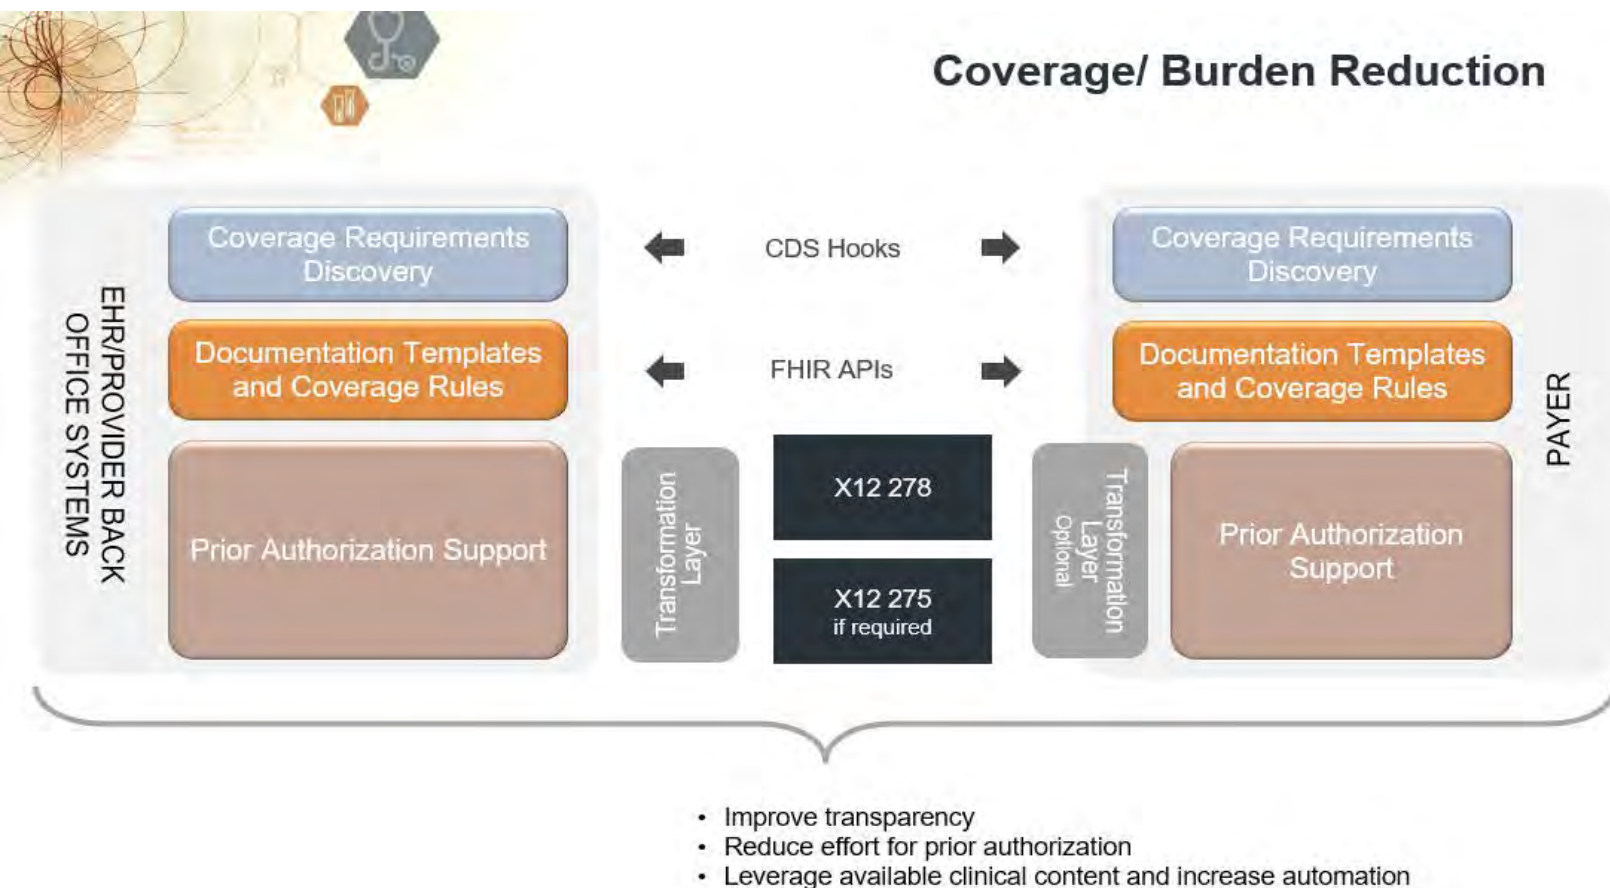 Coverage/ Burden Reduction
EHR/PROVIDER BACK
OFFICE SYSTEMS
Coverage Requirements
Discovery
Documentation Templates
and Coverage Rules
Prior Authorization Support
CDS Hooks
FHIR APIs
Transformation
Layer
X12 278
X12 275
if required
Transformation
Layer
Optional
Coverage Requirements
Discovery
Documentation Templates
and Coverage Rules
Prior Authorization
Support
PAYER
• Improve transparency
• Reduce effort for prior authorization
• Leverage available clinical content and increase automation